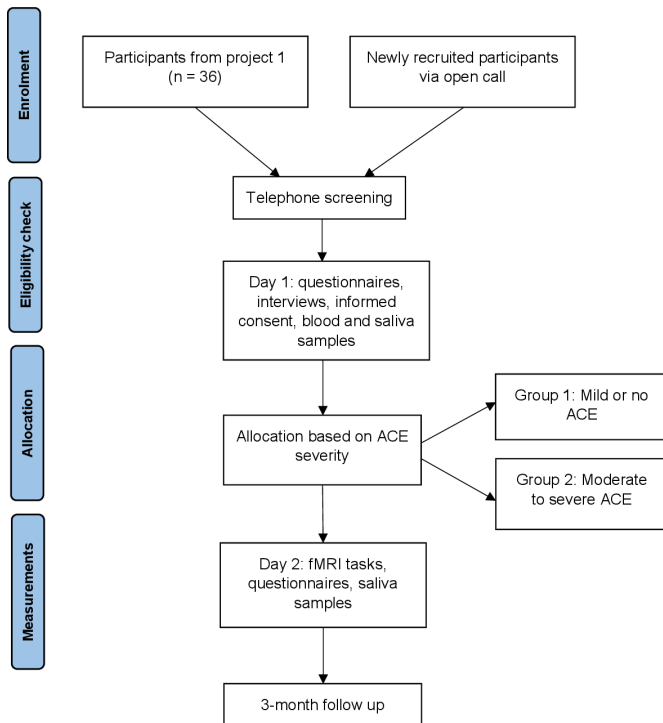 Enrolment
Participants from project 1
(n = 36)
Newly recruited participants
via open call
Eligibility check
Telephone screening
Day 1: questionnaires,
interviews, informed
consent, blood and saliva
samples
Allocation
Allocation based on ACE
severity
Group 1: Mild or no
ACE
Group 2: Moderate
to severe ACE
Measurements
Day 2: fMRI tasks,
questionnaires, saliva
samples
3-month follow up